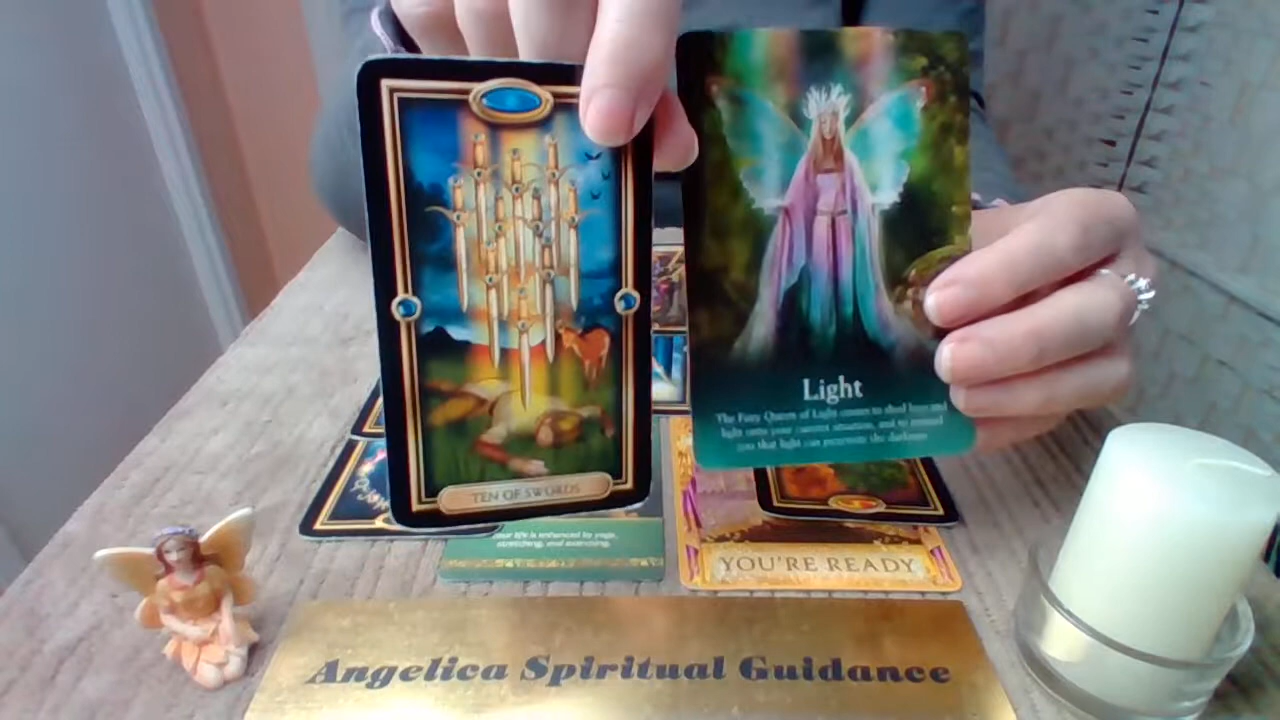 Light
The Fairy Queen of Light comes to shed love and
light onto your current situation, and to remind
you that light can penetrate the darkness
TEN OF SWORDS
your life is enhanced by yoga,
stretching, and exercising.
YOU'RE READY
Angelica Spiritual Guidance